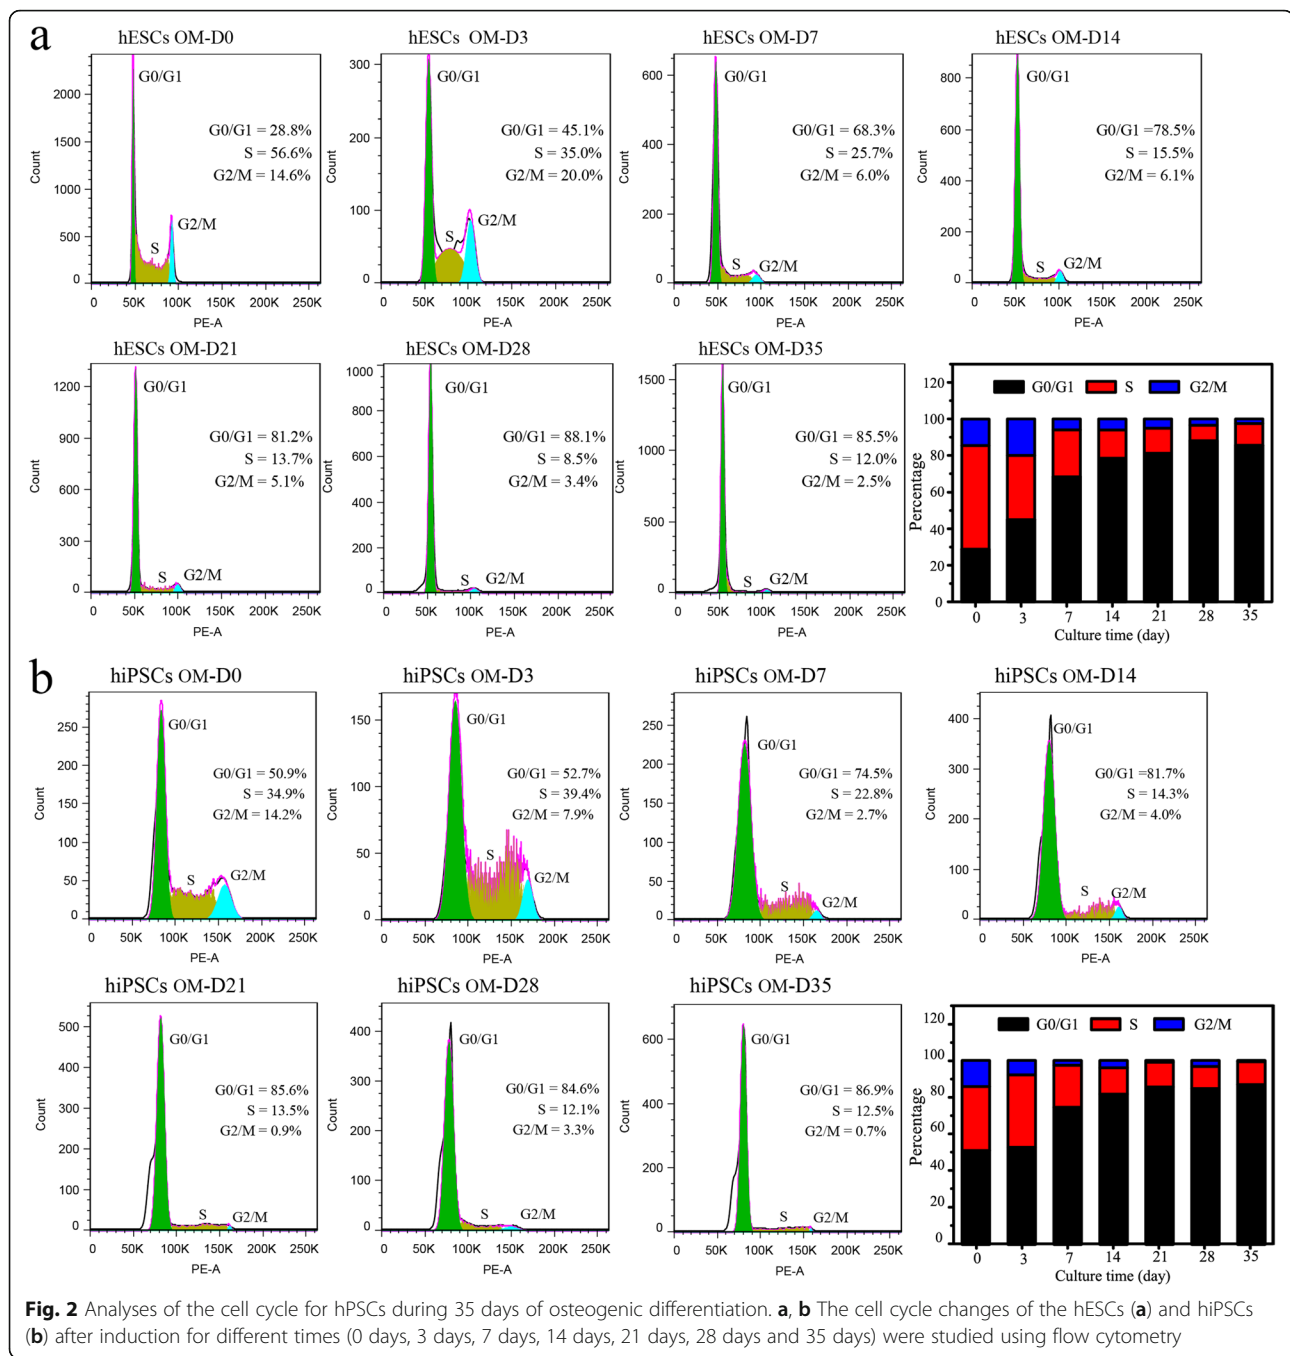 a
hESCs OM-D0
hESCs OM-D3
hESCs OM-D7
hESCs OM-D14
Count
2000
1500
1000
500
0
G0/G1
G0/G1 = 28.8%
S = 56.6%
G2/M = 14.6%
S
G2/M
0 50K 100K 150K 200K 250K
PE-A
Count
300
200
100
0
G0/G1
G0/G1 = 45.1%
S = 35.0%
G2/M = 20.0%
S
G2/M
0 50K 100K 150K 200K 250K
PE-A
Count
600
400
200
0
G0/G1
G0/G1 = 68.3%
S = 25.7%
G2/M = 6.0%
S
G2/M
0 50K 100K 150K 200K 250K
PE-A
Count
800
600
400
200
0
G0/G1
G0/G1 =78.5%
S = 15.5%
G2/M = 6.1%
S
G2/M
0 50K 100K 150K 200K 250K
PE-A
hESCs OM-D21
hESCs OM-D28
hESCs OM-D35
Count
1200
900
600
300
0
G0/G1
G0/G1 = 81.2%
S = 13.7%
G2/M = 5.1%
S
G2/M
0 50K 100K 150K 200K 250K
PE-A
Count
1000
800
600
400
200
0
G0/G1
G0/G1 = 88.1%
S = 8.5%
G2/M = 3.4%
S
G2/M
0 50K 100K 150K 200K 250K
PE-A
Count
1500
1000
500
0
G0/G1
G0/G1 = 85.5%
S = 12.0%
G2/M = 2.5%
S
G2/M
0 50K 100K 150K 200K 250K
PE-A
G0/G1 S G2/M
Percentage
120
100
80
60
40
20
0
0 3 7 14 21 28 35
Culture time (day)
b
hiPSCs OM-D0
hiPSCs OM-D3
hiPSCs OM-D7
hiPSCs OM-D14
Count
250
200
150
100
50
0
G0/G1
G0/G1 = 50.9%
S = 34.9%
G2/M = 14.2%
S
G2/M
0 50K 100K 150K 200K 250K
PE-A
Count
150
100
50
0
G0/G1
G0/G1 = 52.7%
S = 39.4%
G2/M = 7.9%
S
G2/M
0 50K 100K 150K 200K 250K
PE-A
Count
250
200
150
100
50
0
G0/G1
G0/G1 = 74.5%
S = 22.8%
G2/M = 2.7%
S
G2/M
0 50K 100K 150K 200K 250K
PE-A
Count
400
300
200
100
0
G0/G1
G0/G1 =81.7%
S = 14.3%
G2/M = 4.0%
S
G2/M
0 50K 100K 150K 200K 250K
PE-A
hiPSCs OM-D21
hiPSCs OM-D28
hiPSCs OM-D35
Count
500
400
300
200
100
0
G0/G1
G0/G1 = 85.6%
S = 13.5%
G2/M = 0.9%
S
G2/M
0 50K 100K 150K 200K 250K
PE-A
Count
400
300
200
100
0
G0/G1
G0/G1 = 84.6%
S = 12.1%
G2/M = 3.3%
S
G2/M
0 50K 100K 150K 200K 250K
PE-A
Count
600
400
200
0
G0/G1
G0/G1 = 86.9%
S = 12.5%
G2/M = 0.7%
S
G2/M
0 50K 100K 150K 200K 250K
PE-A
G0/G1 S G2/M
Percentage
120
100
80
60
40
20
0
0 3 7 14 21 28 35
Culture time (day)
Fig. 2 Analyses of the cell cycle for hPSCs during 35 days of osteogenic differentiation. a, b The cell cycle changes of the hESCs (a) and hiPSCs
(b) after induction for different times (0 days, 3 days, 7 days, 14 days, 21 days, 28 days and 35 days) were studied using flow cytometry